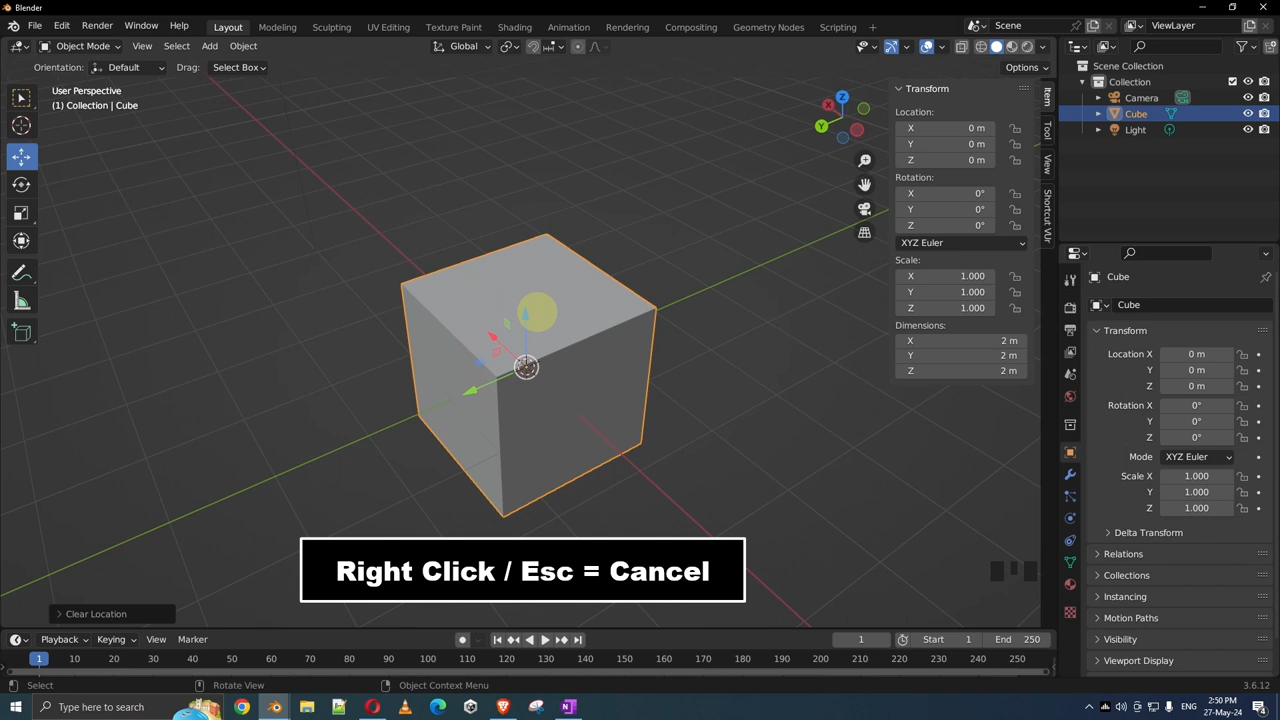 Blender
File Edit Render Window Help Layout Modeling Sculpting UV Editing Texture Paint Shading Animation Rendering Compositing Geometry Nodes Scripting Scene ViewLayer
Object Mode View Select Add Object Global
Orientation: Default Drag: Select Box Options
User Perspective
(1) Collection | Cube
Transform
Location:
X 0 m
Y 0 m
Z 0 m
Rotation:
X 0°
Y 0°
Z 0°
XYZ Euler
Scale:
X 1.000
Y 1.000
Z 1.000
Dimensions:
X 2 m
Y 2 m
Z 2 m
Item
Tool
View
Shortcut VUr
X
Y
Z
Scene Collection
Collection
Camera
Cube
Light
Cube
Cube
Transform
Location X 0 m
Y 0 m
Z 0 m
Rotation X 0°
Y 0°
Z 0°
Mode XYZ Euler
Scale X 1.000
Y 1.000
Z 1.000
Delta Transform
Relations
Collections
Instancing
Motion Paths
Visibility
Viewport Display
Right Click / Esc = Cancel
Clear Location
Playback Keying View Marker 1 Start 1 End 250
1 10 20 30 40 50 60 70 80 90 100 110 120 130 140 150 160 170 180 190 200 210 220 230 240 250
Select Rotate View Object Context Menu 3.6.12
Type here to search ENG 2:50 PM
27-May-24